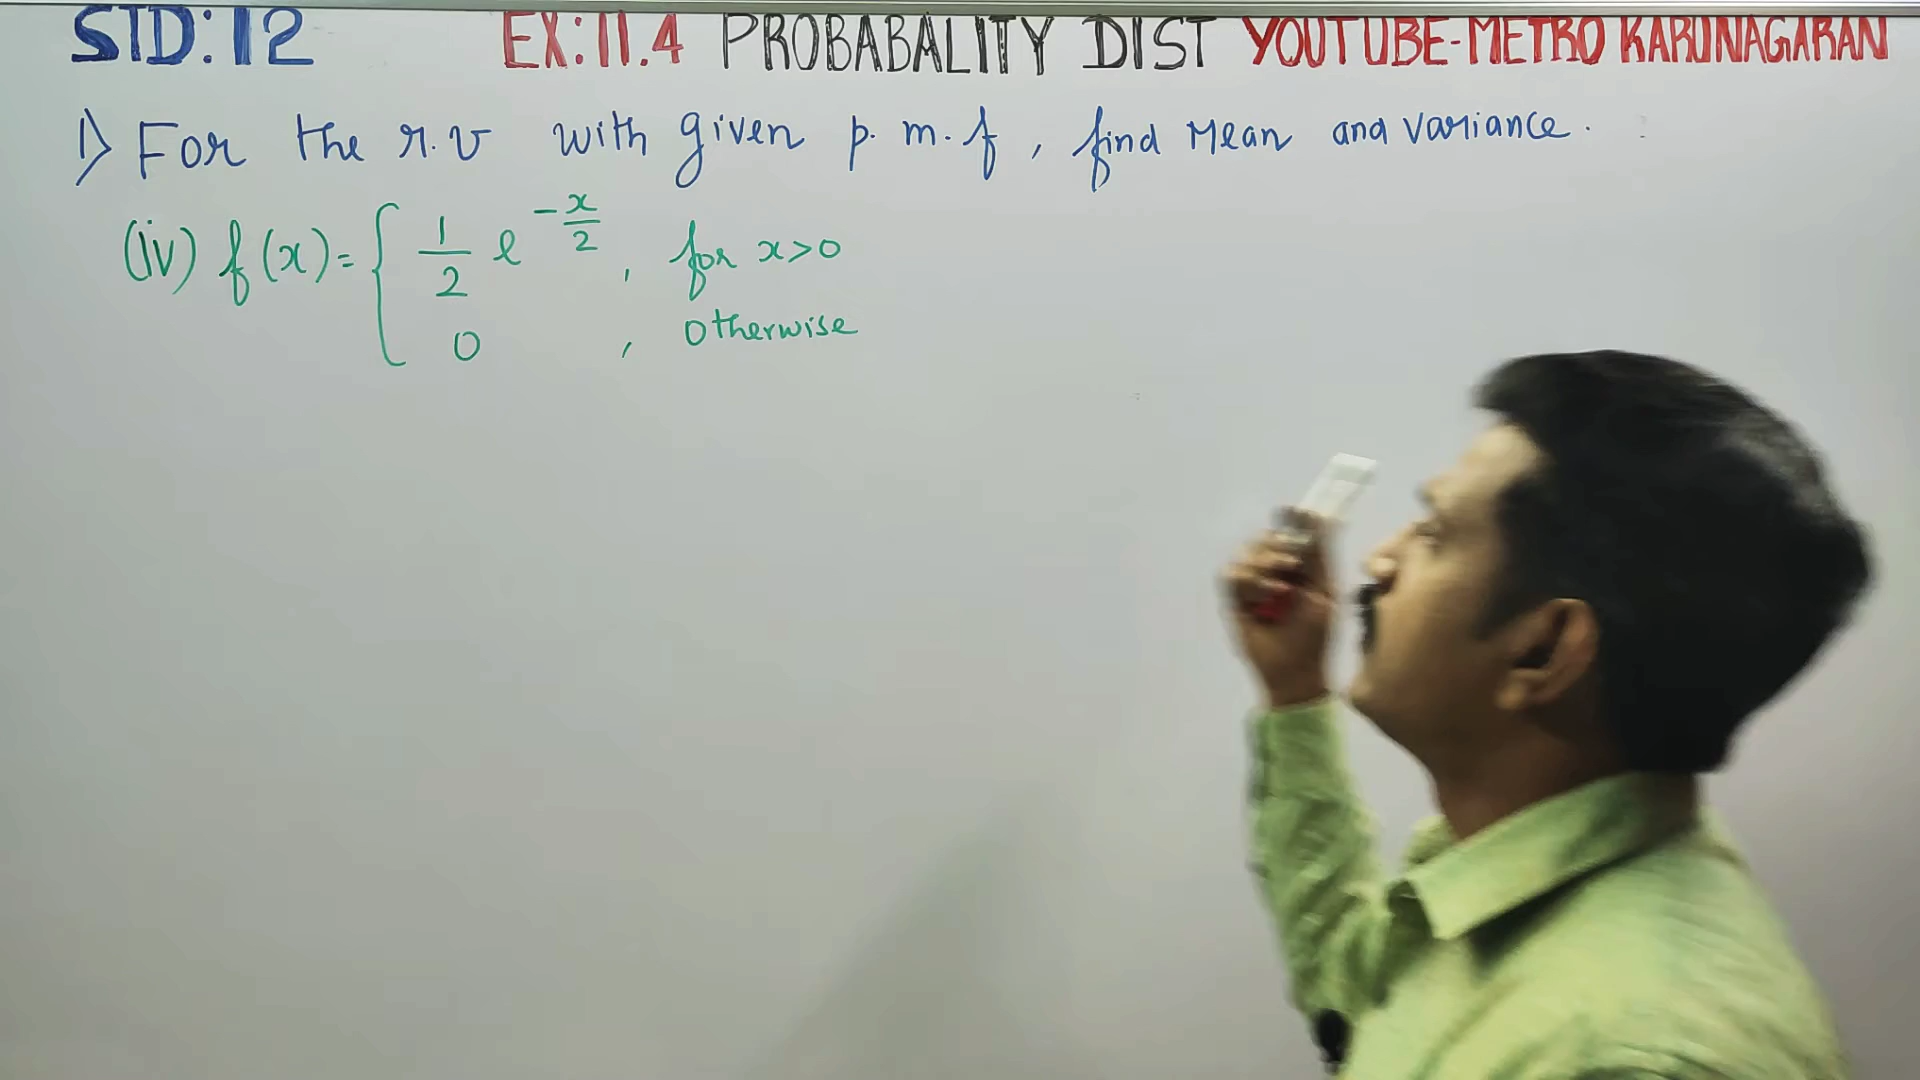 STD:12 EX:11.4 PROBABALITY DIST YOUTUBE-METRO KARUNAGARAN
1) For the r.v with given p.m.f, find Mean and variance.
(iv) f(x) = { 1/2 e^(-x/2) , for x>0
0 , otherwise